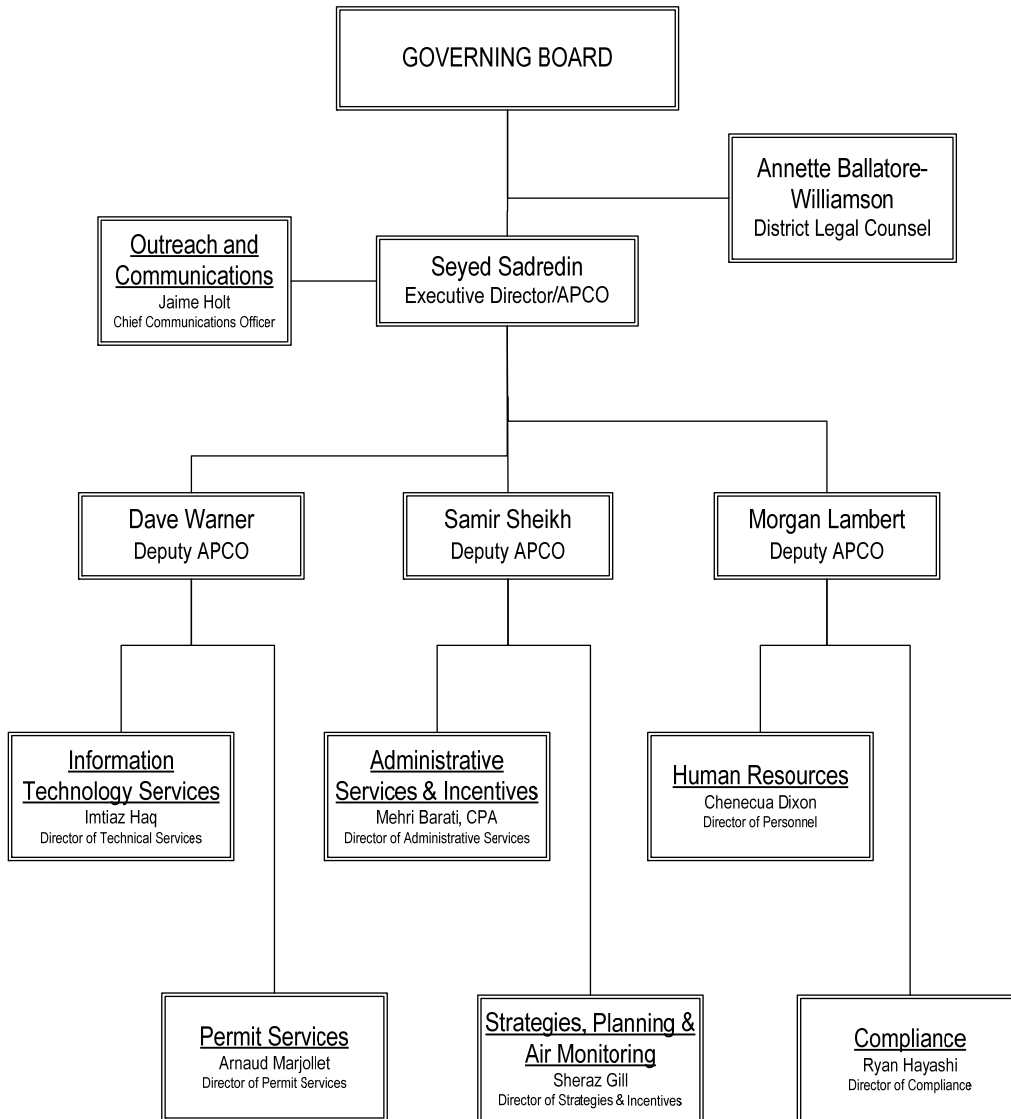 GOVERNING BOARD
Annette Ballatore-
Williamson
District Legal Counsel
Outreach and
Communications
Jaime Holt
Chief Communications Officer
Seyed Sadredin
Executive Director/APCO
Dave Warner
Deputy APCO
Samir Sheikh
Deputy APCO
Morgan Lambert
Deputy APCO
Information
Technology Services
Imtiaz Haq
Director of Technical Services
Administrative
Services & Incentives
Mehri Barati, CPA
Director of Administrative Services
Human Resources
Chenecua Dixon
Director of Personnel
Permit Services
Arnaud Marjollet
Director of Permit Services
Strategies, Planning &
Air Monitoring
Sheraz Gill
Director of Strategies & Incentives
Compliance
Ryan Hayashi
Director of Compliance